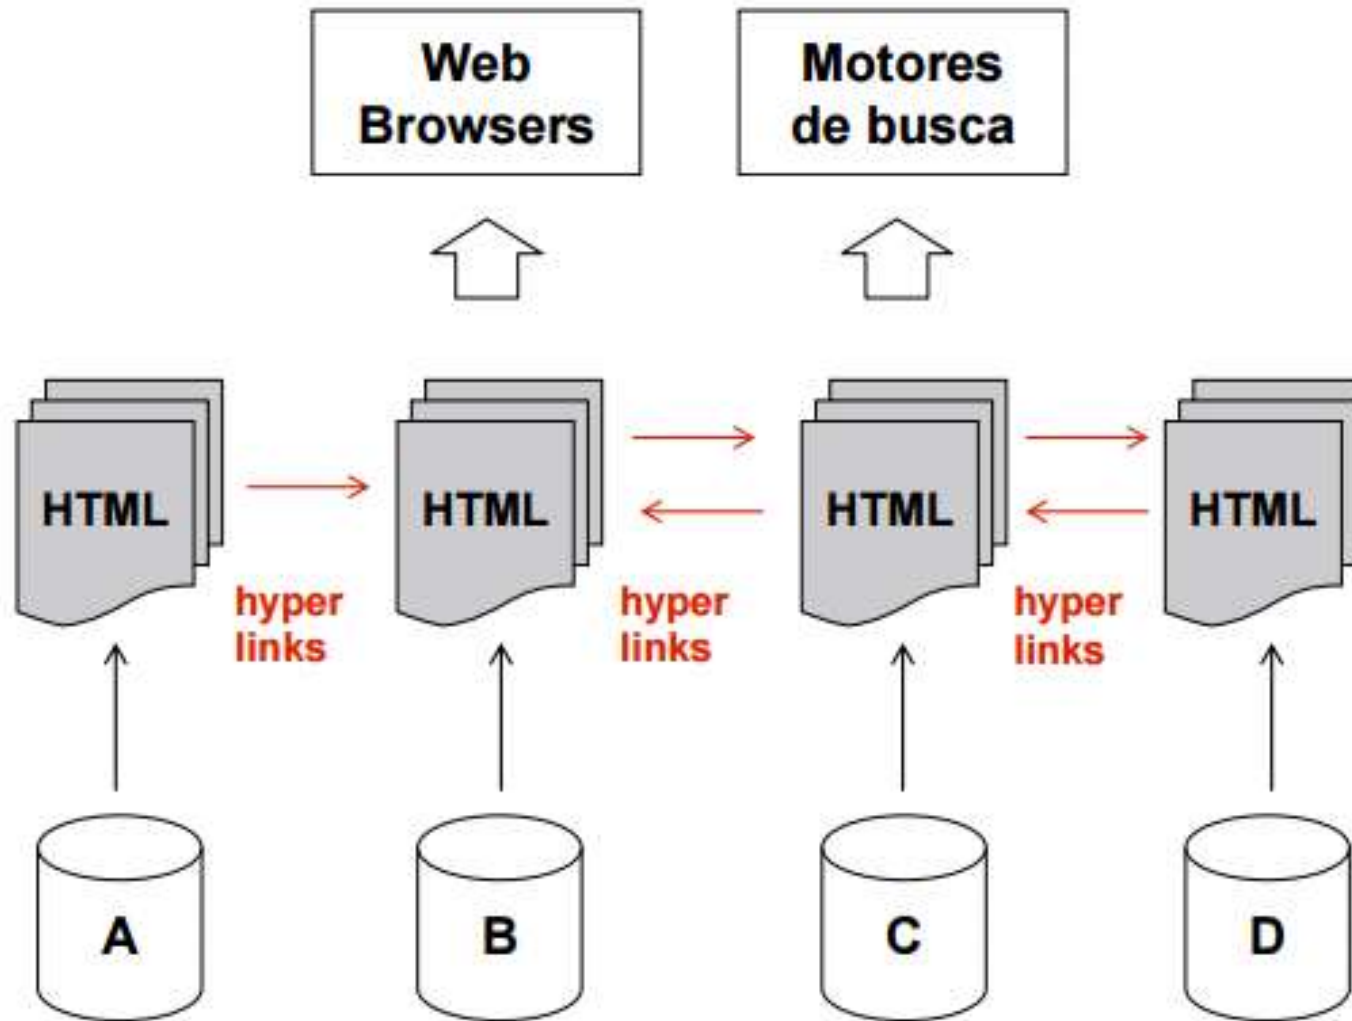 Web
Browsers
Motores
de busca
HTML
HTML
HTML
HTML
hyper
links
hyper
links
hyper
links
A
B
C
D